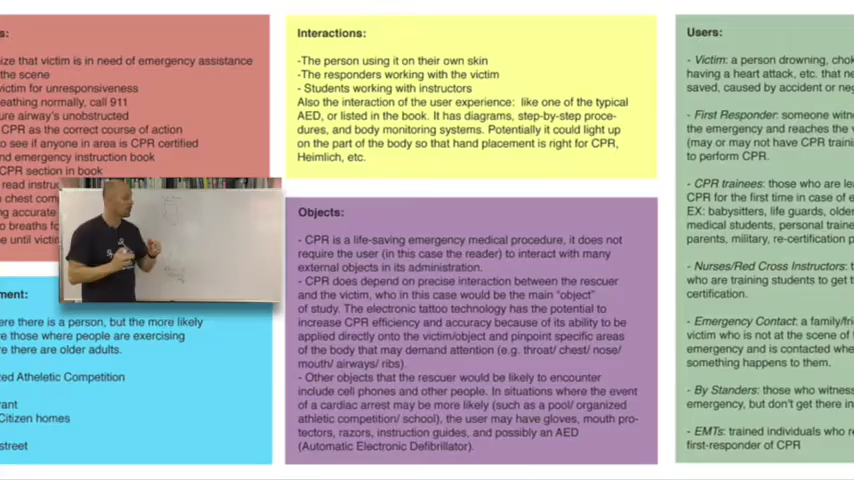 s:
ize that victim is in need of emergency assistance
the scene
victim for unresponsiveness
eathing normally, call 911
ure airway's unobstructed
CPR as the correct course of action
o see if anyone in area is CPR certified
nd emergency instruction book
CPR section in book
read instruc
n chest com
ng accurate
o breaths fo
e until victi
ment:
ere there is a person, but the more likely
re those where people are exercising
re there are older adults.
zed Atheletic Competition
rant
Citizen homes
street
Interactions:
-The person using it on their own skin
-The responders working with the victim
- Students working with instructors
Also the interaction of the user experience: like one of the typical
AED, or listed in the book. It has diagrams, step-by-step proce-
dures, and body monitoring systems. Potentially it could light up
on the part of the body so that hand placement is right for CPR,
Heimlich, etc.
Objects:
- CPR is a life-saving emergency medical procedure, it does not
require the user (in this case the reader) to interact with many
external objects in its administration.
- CPR does depend on precise interaction between the rescuer
and the victim, who in this case would be the main "object"
of study. The electronic tattoo technology has the potential to
increase CPR efficiency and accuracy because of its ability to be
applied directly onto the victim/object and pinpoint specific areas
of the body that may demand attention (e.g. throat/ chest/ nose/
mouth/ airways/ ribs).
- Other objects that the rescuer would be likely to encounter
include cell phones and other people. In situations where the event
of a cardiac arrest may be more likely (such as a pool/ organized
athletic competition/ school), the user may have gloves, mouth pro-
tectors, razors, instruction guides, and possibly an AED
(Automatic Electronic Defibrillator).
Users:
- Victim: a person drowning, chok
having a heart attack, etc. that ne
saved, caused by accident or neg
- First Responder: someone witne
the emergency and reaches the v
(may or may not have CPR trainin
to perform CPR.
- CPR trainees: those who are lea
CPR for the first time in case of e
EX: babysitters, life guards, older
medical students, personal traine
parents, military, re-certification p
- Nurses/Red Cross Instructors: t
who are training students to get t
certification.
- Emergency Contact: a family/frie
victim who is not at the scene of t
emergency and is contacted whe
something happens to them.
- By Standers: those who witness
emergency, but don't get there in
- EMTs: trained individuals who re
first-responder of CPR